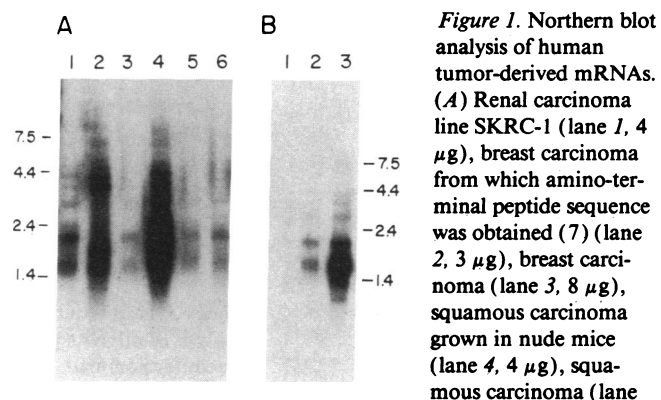 A
1 2 3 4 5 6
7.5 –
4.4 –
2.4 –
1.4 –
B
1 2 3
–7.5
–4.4
–2.4
–1.4
Figure 1. Northern blot
analysis of human
tumor-derived mRNAs.
(A) Renal carcinoma
line SKRC-1 (lane 1, 4
μg), breast carcinoma
from which amino-ter-
minal peptide sequence
was obtained (7) (lane
2, 3 μg), breast carci-
noma (lane 3, 8 μg),
squamous carcinoma
grown in nude mice
(lane 4, 4 μg), squa-
mous carcinoma (lane